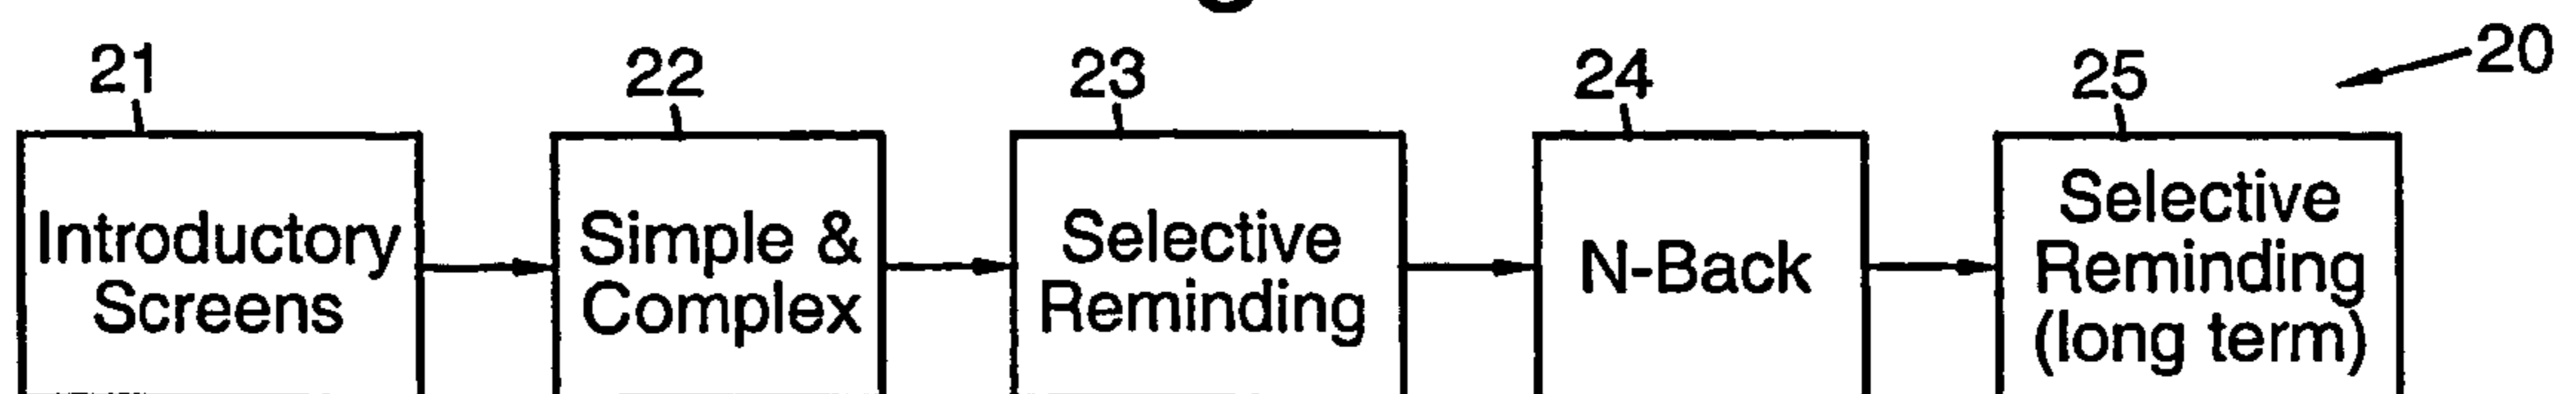 21 22 23 24 25 20
Introductory
Screens
Simple &
Complex
Selective
Reminding
N-Back
Selective
Reminding
(long term)